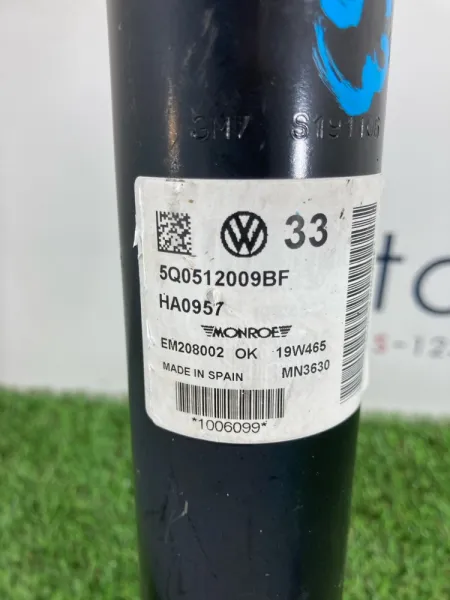 33
5Q0512009BF
HA0957
MONROE
EM208002 OK 19W465
MADE IN SPAIN MN3630
*1006099*